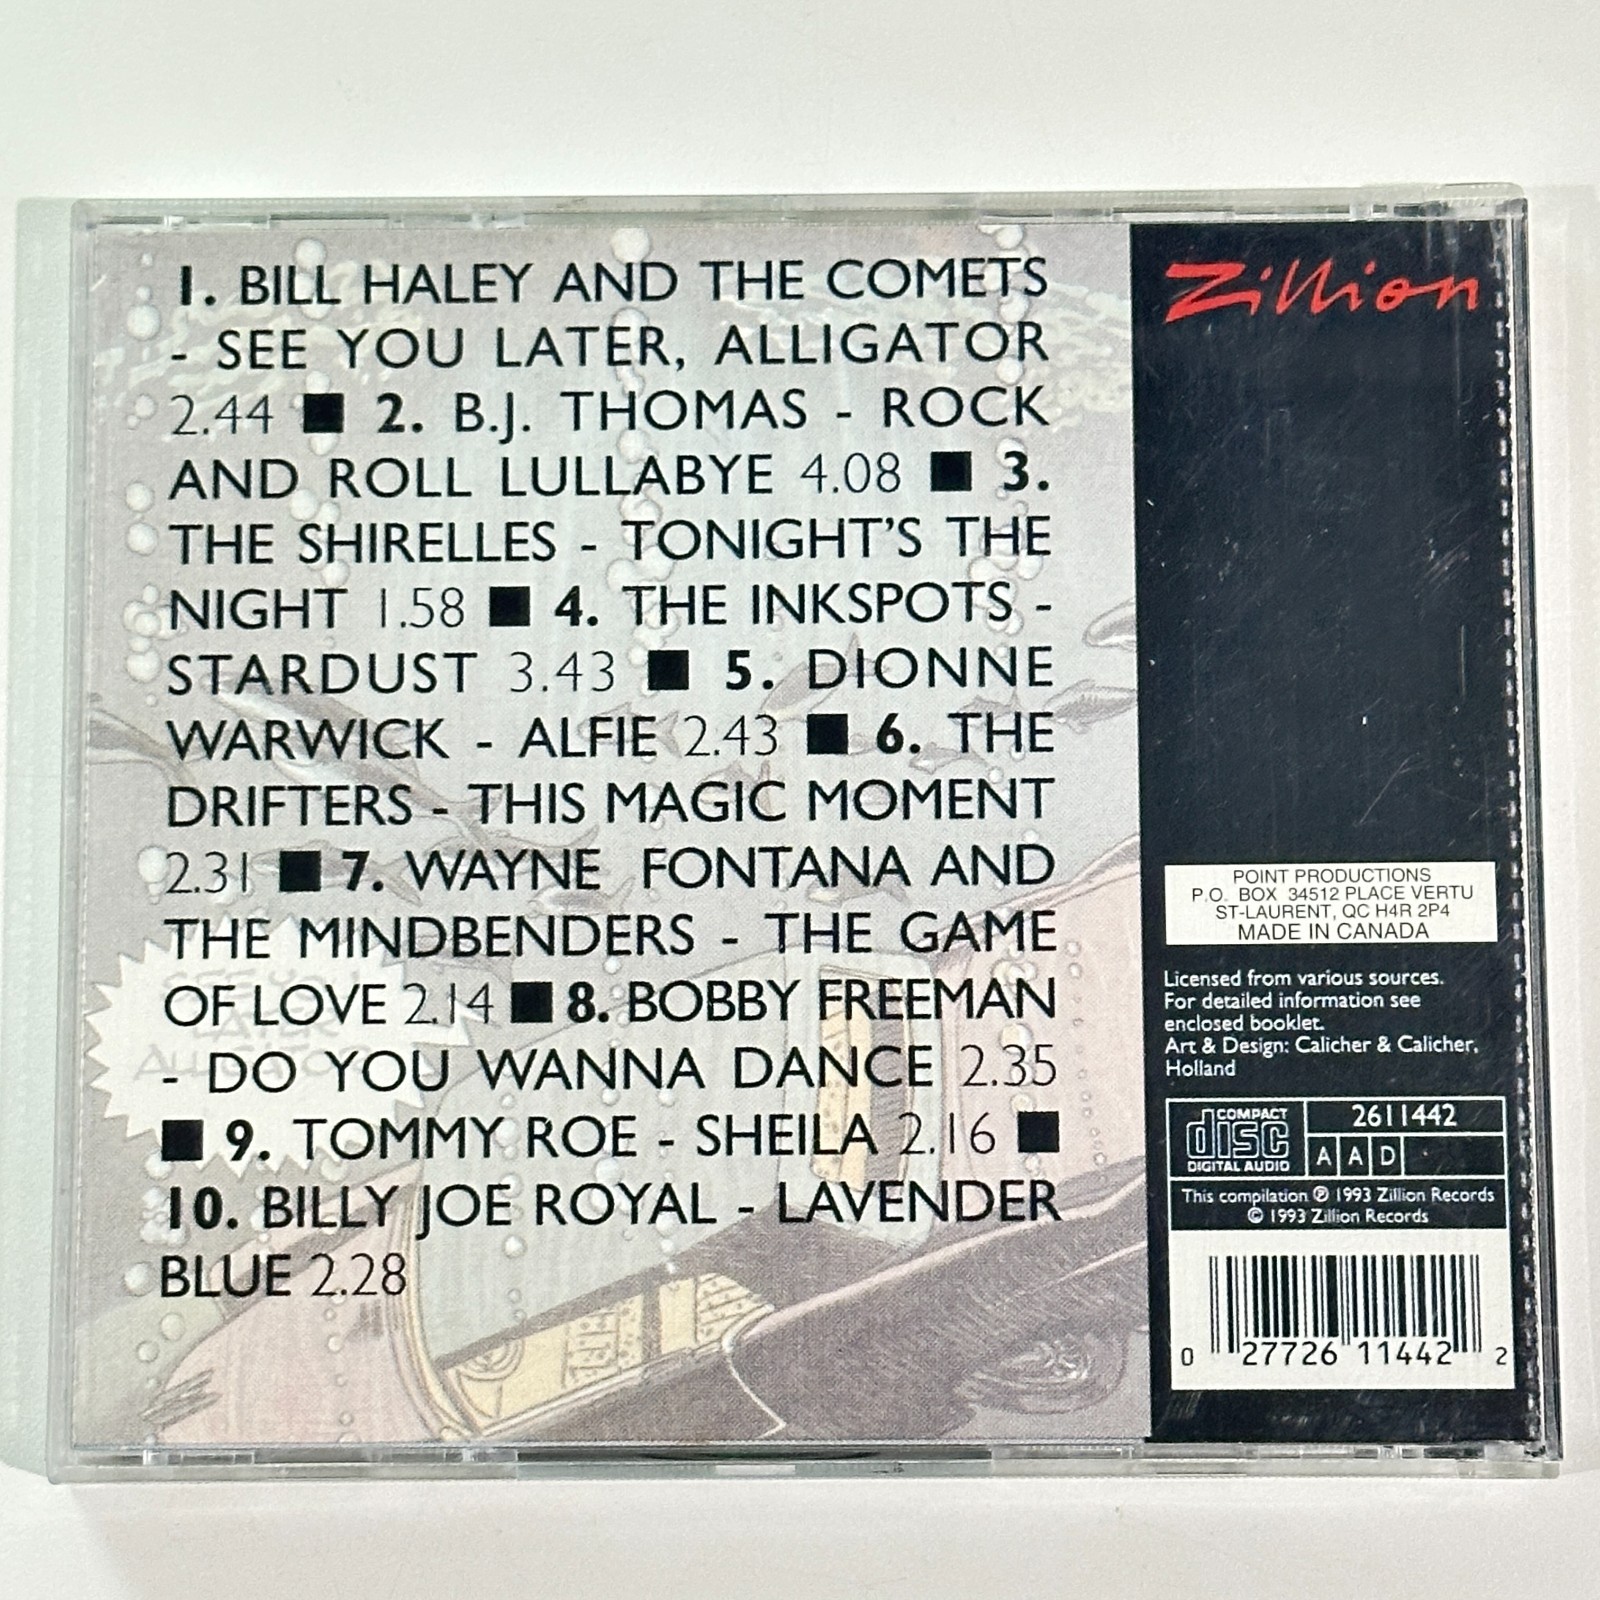 1. BILL HALEY AND THE COMETS
- SEE YOU LATER, ALLIGATOR
2.44 ■ 2. B.J. THOMAS - ROCK
AND ROLL LULLABYE 4.08 ■ 3.
THE SHIRELLES - TONIGHT'S THE
NIGHT 1.58 ■ 4. THE INKSPOTS -
STARDUST 3.43 ■ 5. DIONNE
WARWICK - ALFIE 2.43 ■ 6. THE
DRIFTERS - THIS MAGIC MOMENT
2.31 ■ 7. WAYNE FONTANA AND
THE MINDBENDERS - THE GAME
OF LOVE 2.14 ■ 8. BOBBY FREEMAN
- DO YOU WANNA DANCE 2.35
■ 9. TOMMY ROE - SHEILA 2.16 ■
10. BILLY JOE ROYAL - LAVENDER
BLUE 2.28
SEE YOU
LATER
ALLIGATOR
Zillion
POINT PRODUCTIONS
P.O. BOX 34512 PLACE VERTU
ST-LAURENT, QC H4R 2P4
MADE IN CANADA
Licensed from various sources.
For detailed information see
enclosed booklet.
Art & Design: Calicher & Calicher,
Holland
COMPACT
disc
DIGITAL AUDIO
2611442
A A D
This compilation ℗ 1993 Zillion Records
© 1993 Zillion Records
0 27726 11442 2